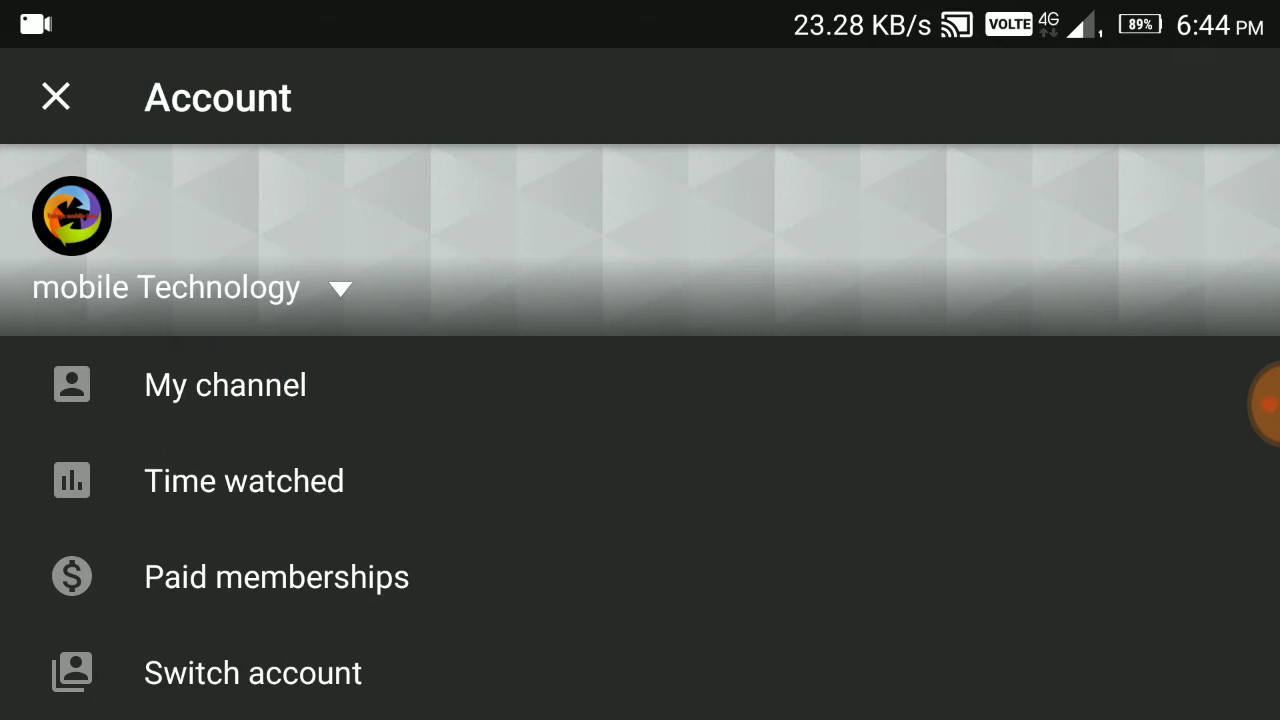 23.28 KB/s VOLTE 4G 1 89% 6:44 PM
Account
mobile Technology
My channel
Time watched
Paid memberships
Switch account